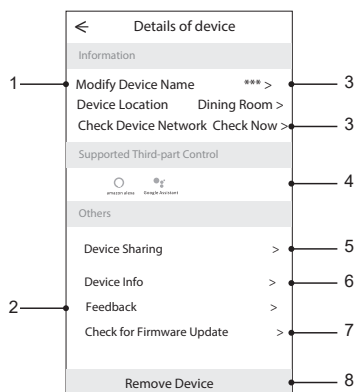 ← Details of device
Information
1 Modify Device Name *** > 3
Device Location Dining Room >
Check Device Network Check Now > 3
Supported Third-part Control
4
amazon alexa Google Assistant
Others
Device Sharing > 5
Device Info > 6
2 Feedback >
Check for Firmware Update > 7
Remove Device 8